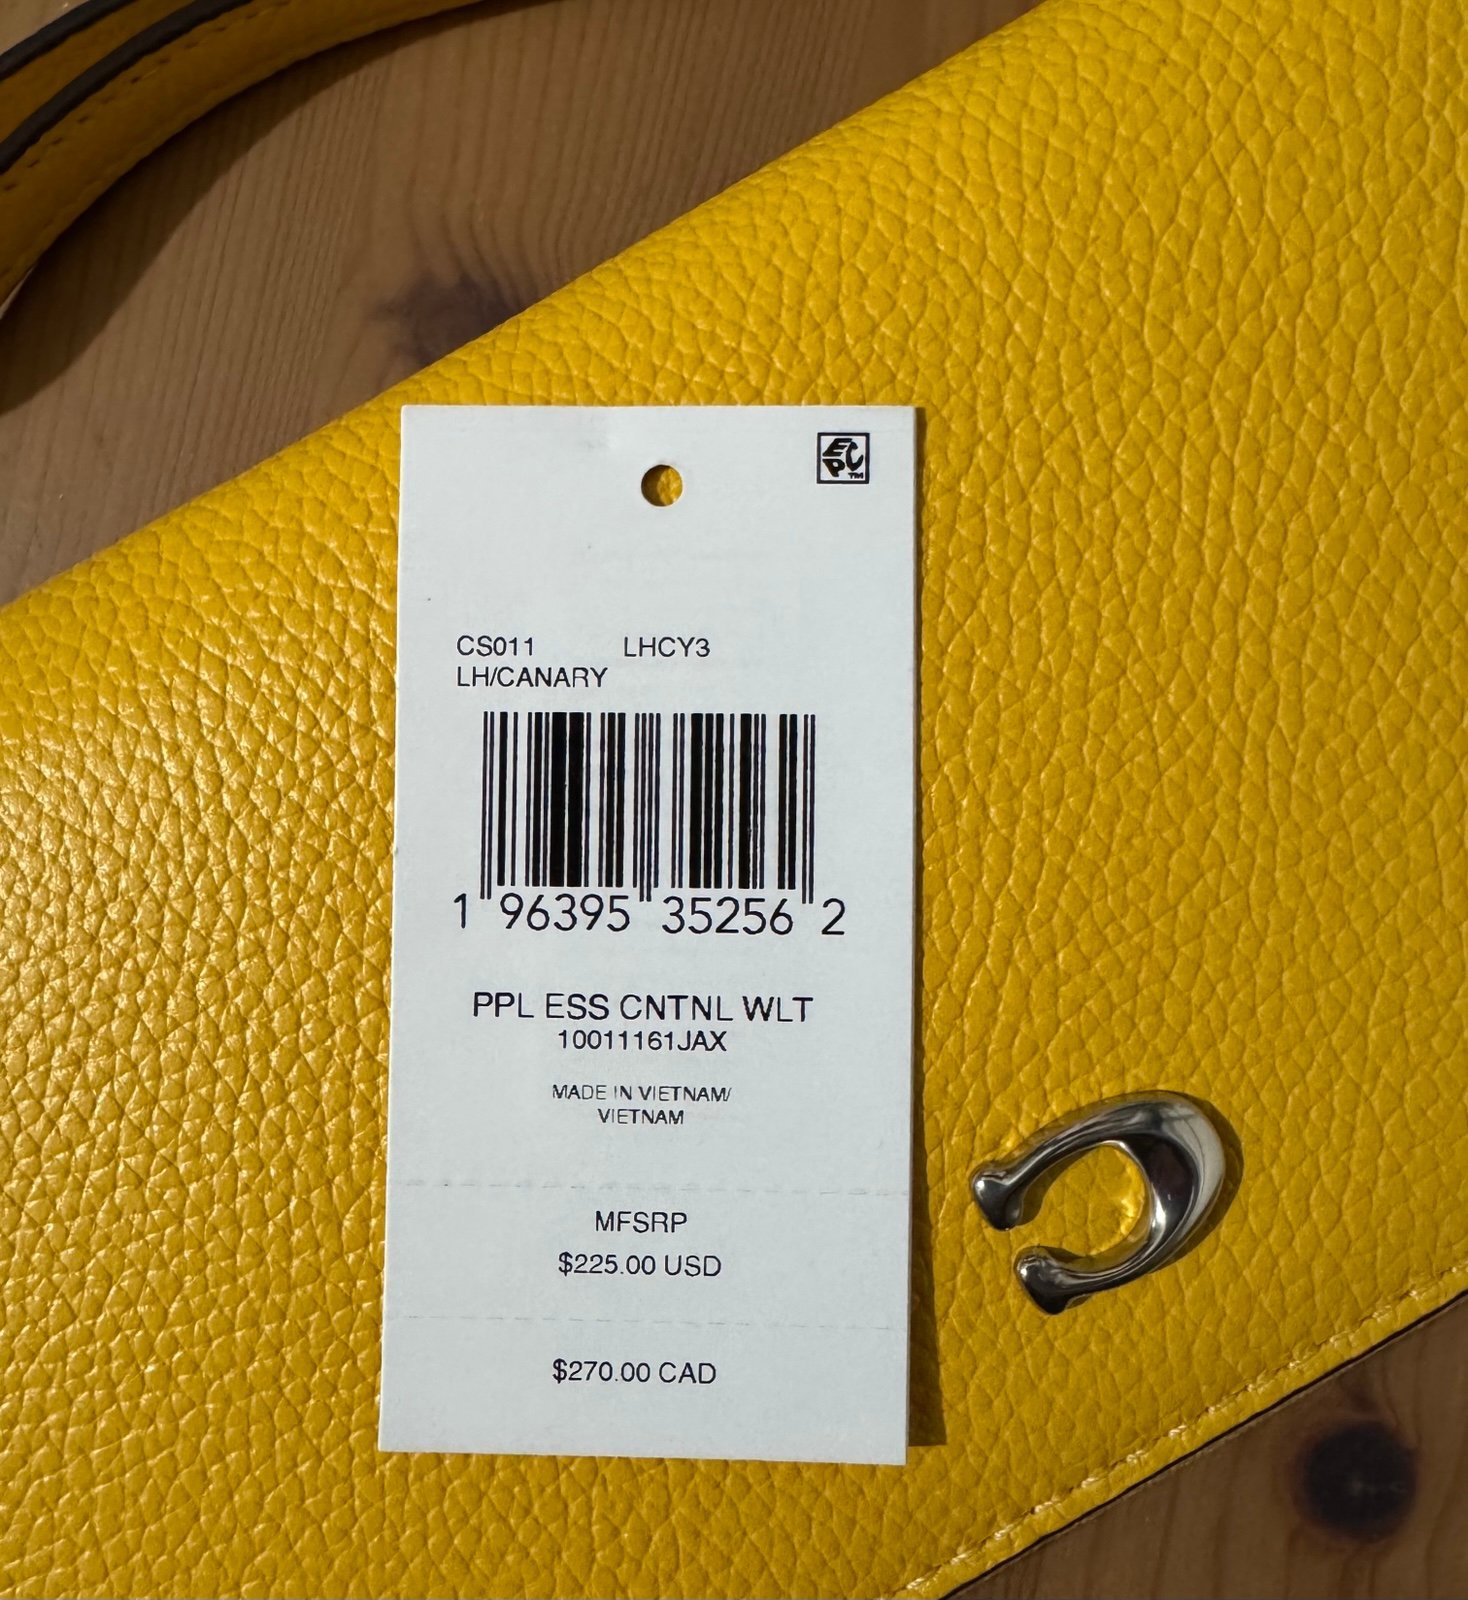 EPC™
CS011 LHCY3
LH/CANARY
1 96395 35256 2
PPL ESS CNTNL WLT
10011161JAX
MADE IN VIETNAM/
VIETNAM
MFSRP
$225.00 USD
$270.00 CAD